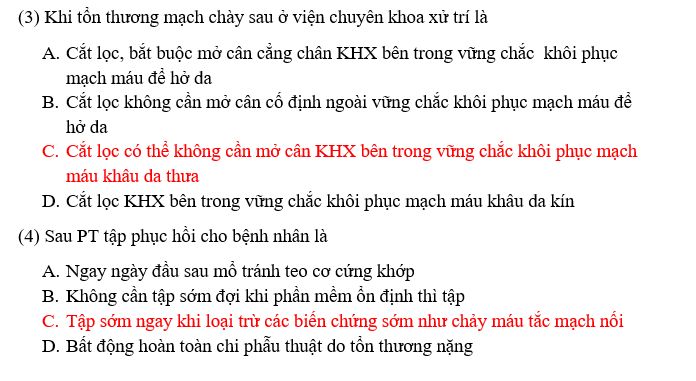 (3) Khi tổn thương mạch chày sau ở viện chuyên khoa xử trí là
A. Cắt lọc, bắt buộc mở cân cẳng chân KHX bên trong vững chắc khôi phục
mạch máu để hở da
B. Cắt lọc không cần mở cân cố định ngoài vững chắc khôi phục mạch máu để
hở da
C. Cắt lọc có thể không cần mở cân KHX bên trong vững chắc khôi phục mạch
máu khâu da thưa
D. Cắt lọc KHX bên trong vững chắc khôi phục mạch máu khâu da kín
(4) Sau PT tập phục hồi cho bệnh nhân là
A. Ngay ngày đầu sau mổ tránh teo cơ cứng khớp
B. Không cần tập sớm đợi khi phần mềm ổn định thì tập
C. Tập sớm ngay khi loại trừ các biến chứng sớm như chảy máu tắc mạch nối
D. Bất động hoàn toàn chi phẫu thuật do tổn thương nặng